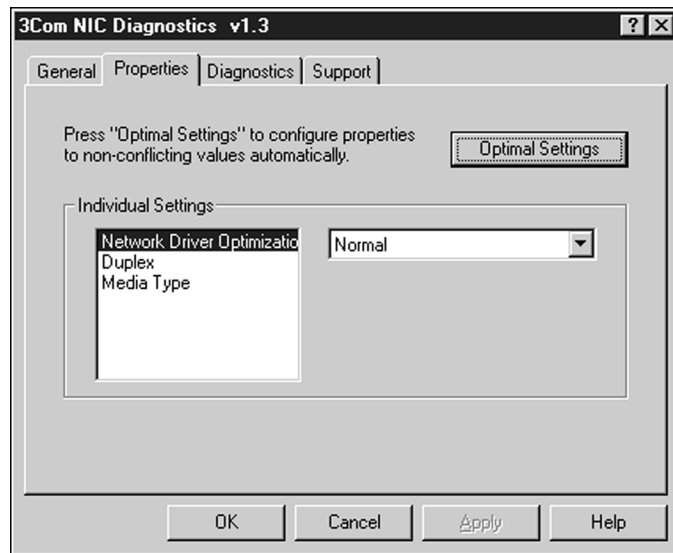 3Com NIC Diagnostics v1.3
?
General Properties Diagnostics Support
Press "Optimal Settings" to configure properties
to non-conflicting values automatically.
Optimal Settings
Individual Settings
Network Driver Optimizatio
Duplex
Media Type
Normal
OK Cancel Apply Help